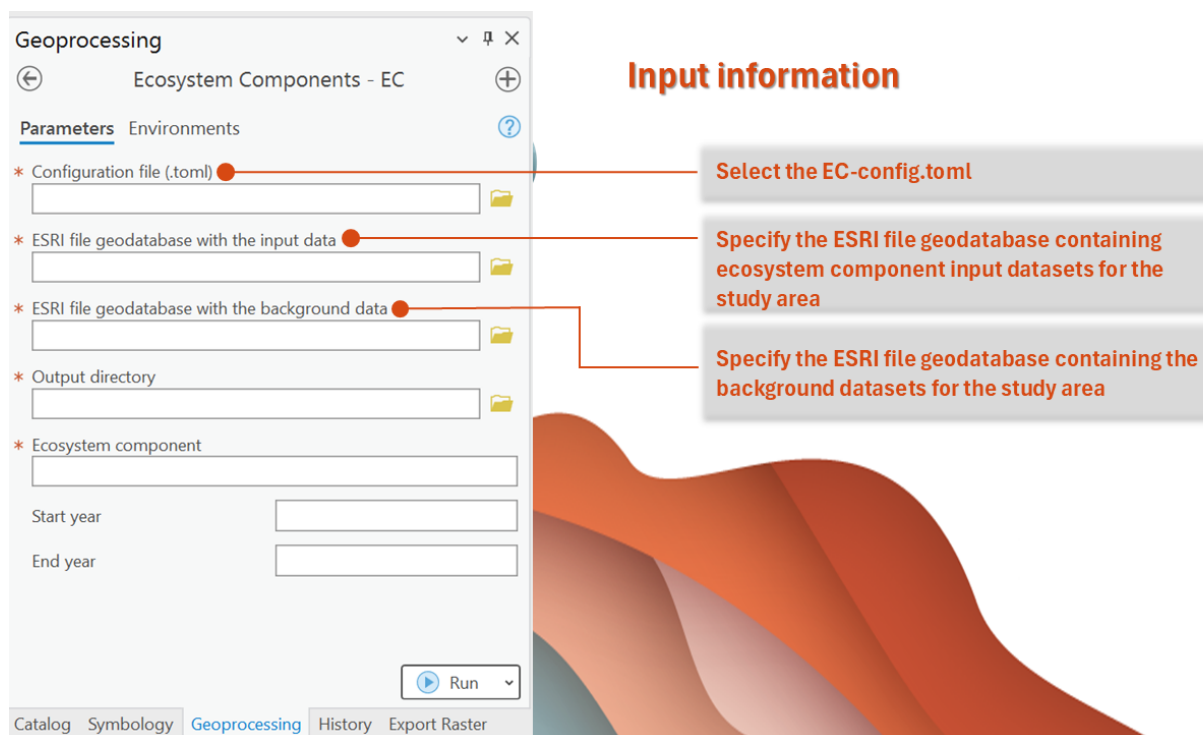 Geoprocessing
Ecosystem Components - EC
Parameters Environments
?
* Configuration file (.toml)
* ESRI file geodatabase with the input data
* ESRI file geodatabase with the background data
* Output directory
* Ecosystem component
Start year
End year
Run
Catalog Symbology Geoprocessing History Export Raster
Input information
Select the EC-config.toml
Specify the ESRI file geodatabase containing
ecosystem component input datasets for the
study area
Specify the ESRI file geodatabase containing the
background datasets for the study area